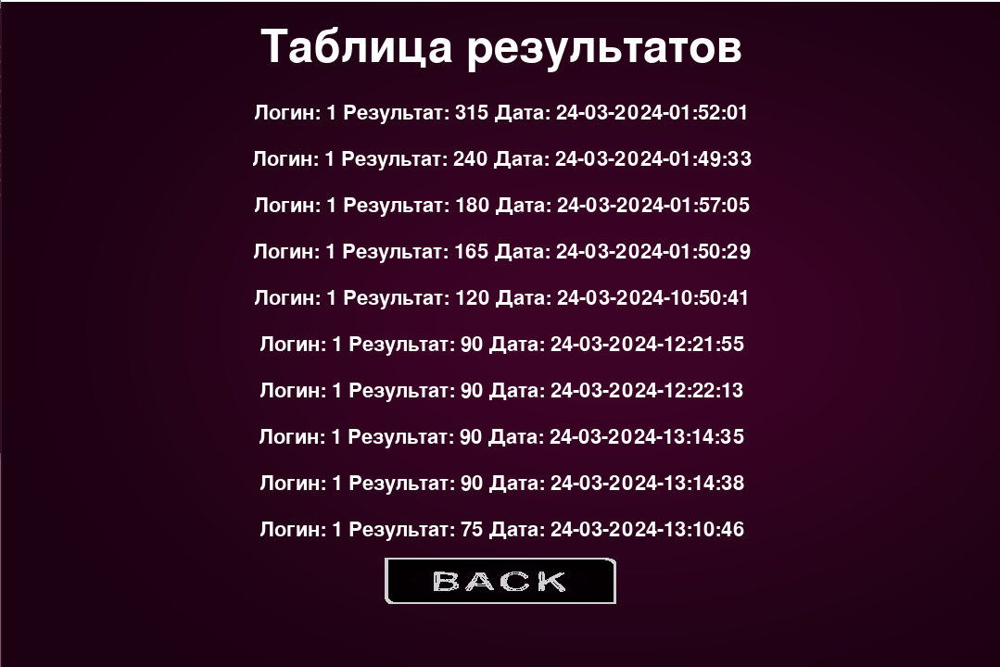 Таблица результатов
Логин: 1 Результат: 315 Дата: 24-03-2024-01:52:01
Логин: 1 Результат: 240 Дата: 24-03-2024-01:49:33
Логин: 1 Результат: 180 Дата: 24-03-2024-01:57:05
Логин: 1 Результат: 165 Дата: 24-03-2024-01:50:29
Логин: 1 Результат: 120 Дата: 24-03-2024-10:50:41
Логин: 1 Результат: 90 Дата: 24-03-2024-12:21:55
Логин: 1 Результат: 90 Дата: 24-03-2024-12:22:13
Логин: 1 Результат: 90 Дата: 24-03-2024-13:14:35
Логин: 1 Результат: 90 Дата: 24-03-2024-13:14:38
Логин: 1 Результат: 75 Дата: 24-03-2024-13:10:46
BACK